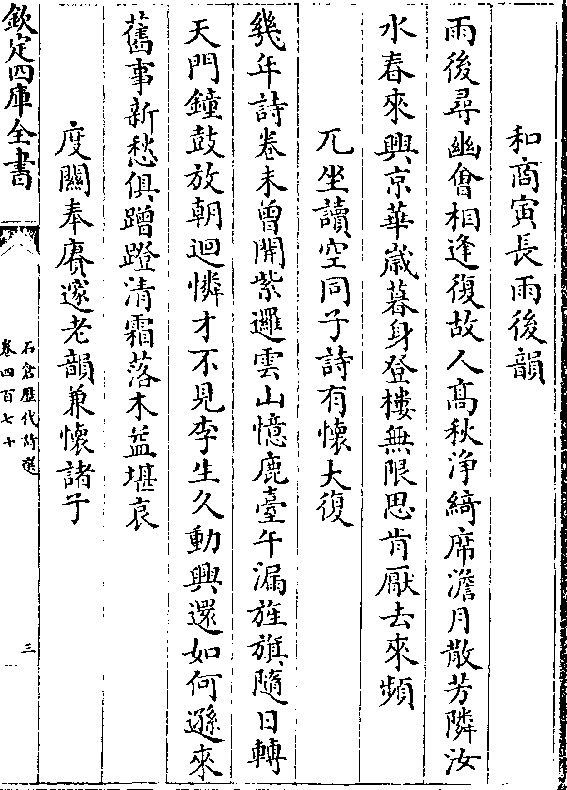 和商寅長雨後韻
雨後尋幽會相逢復故人高秋浄綺席澹月散芳隣汝
水春來興京華嵗暮身登樓無限思肯厭去來頻
兀坐讀空同子詩有懷大復
幾年詩卷未曾開紫邏雲山憶鹿臺午漏旌旗隨日轉
天門鐘鼓放朝迴憐才不見李生久動興還如何遜來
舊事新愁俱蹭蹬清霜落木益堪哀
度關奉賡邃老韻兼懷諸子
欽定四庫全書
石倉歴代詩選
卷四百七十
三